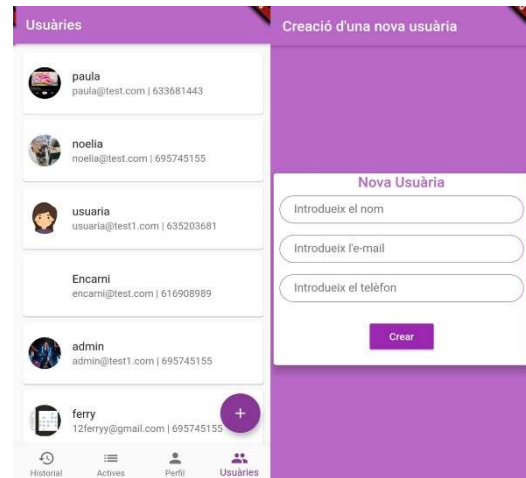 Usuàries
paula
paula@test.com | 633681443
noelia
noelia@test.com | 695745155
usuaria
usuaria@test1.com | 635203681
Encarni
encarni@test.com | 616908989
admin
admin@test1.com | 695745155
ferry
12ferryy@gmail.com | 695745155
+
Historial
Actives
Perfil
Usuàries
Creació d'una nova usuària
Nova Usuària
Introdueix el nom
Introdueix l'e-mail
Introdueix el telèfon
Crear